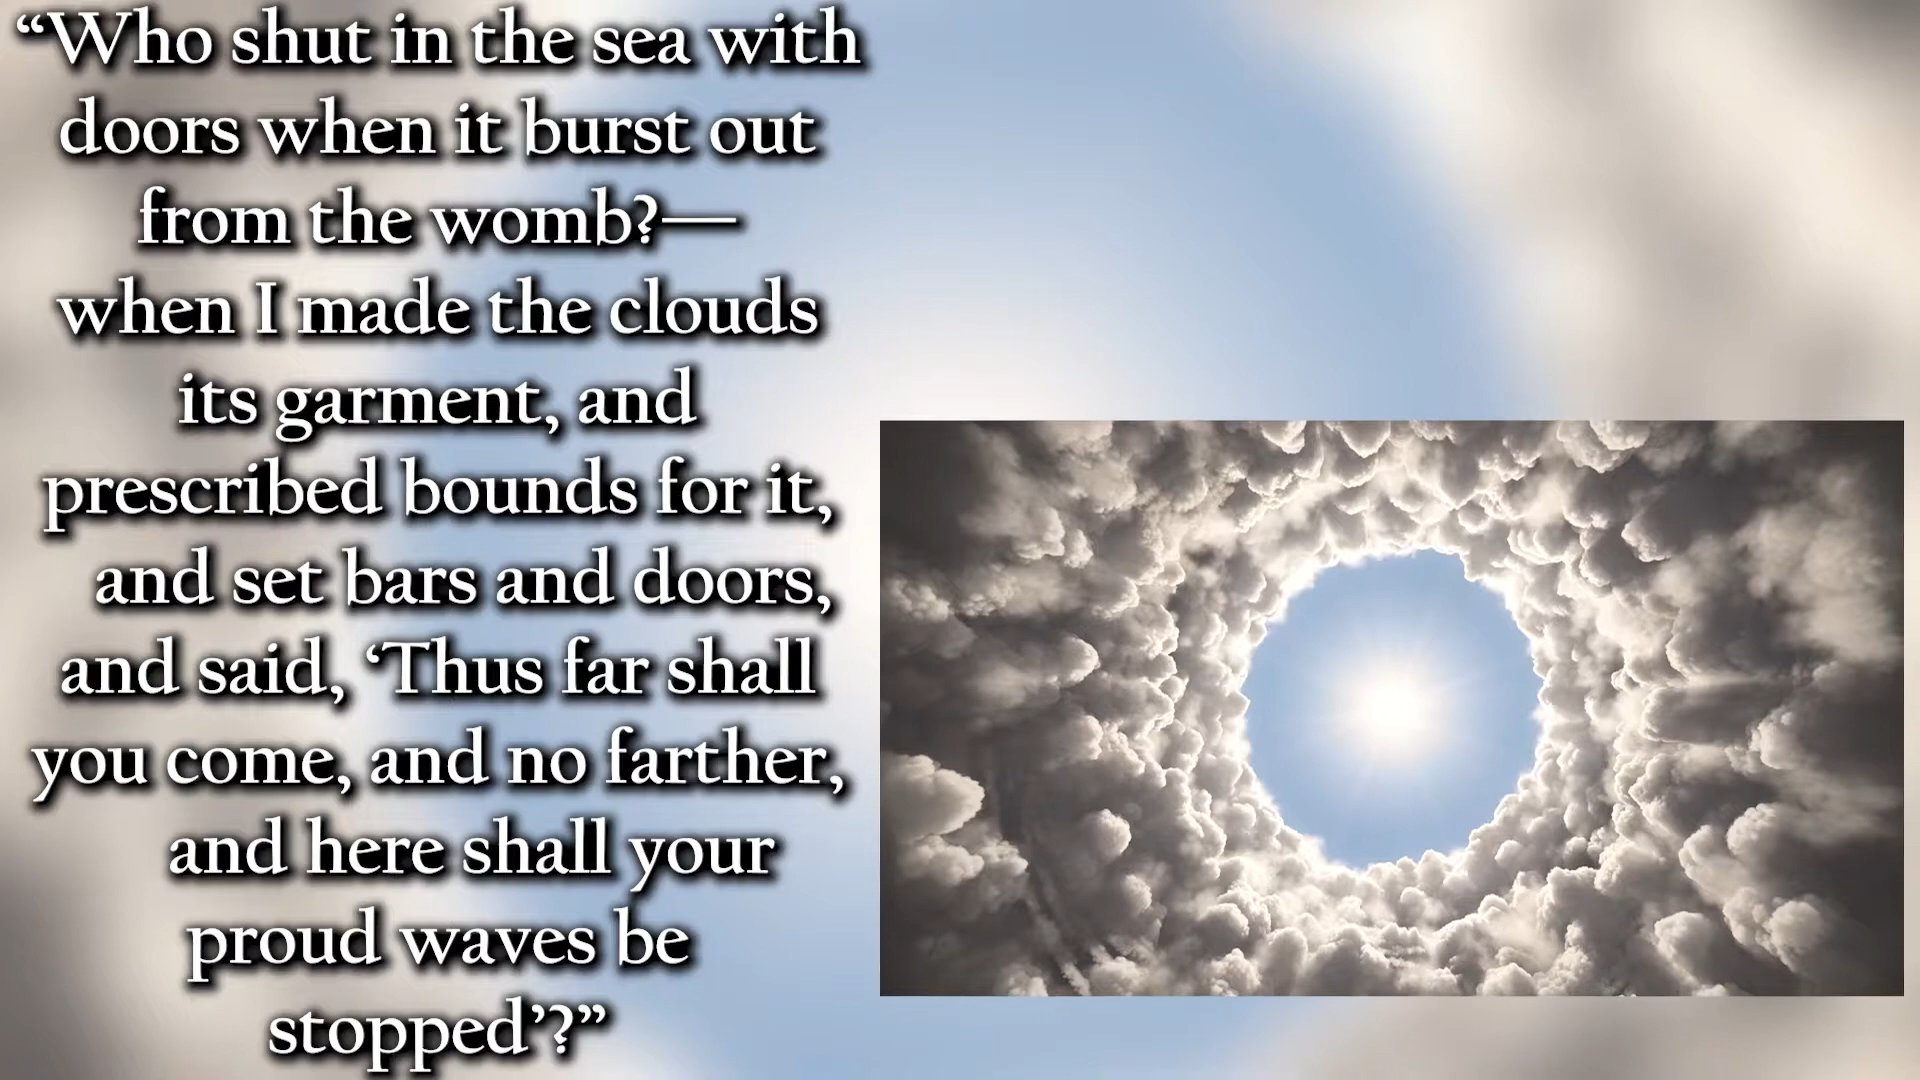 “Who shut in the sea with
doors when it burst out
from the womb?—
when I made the clouds
its garment, and
prescribed bounds for it,
and set bars and doors,
and said, ‘Thus far shall
you come, and no farther,
and here shall your
proud waves be
stopped’?”